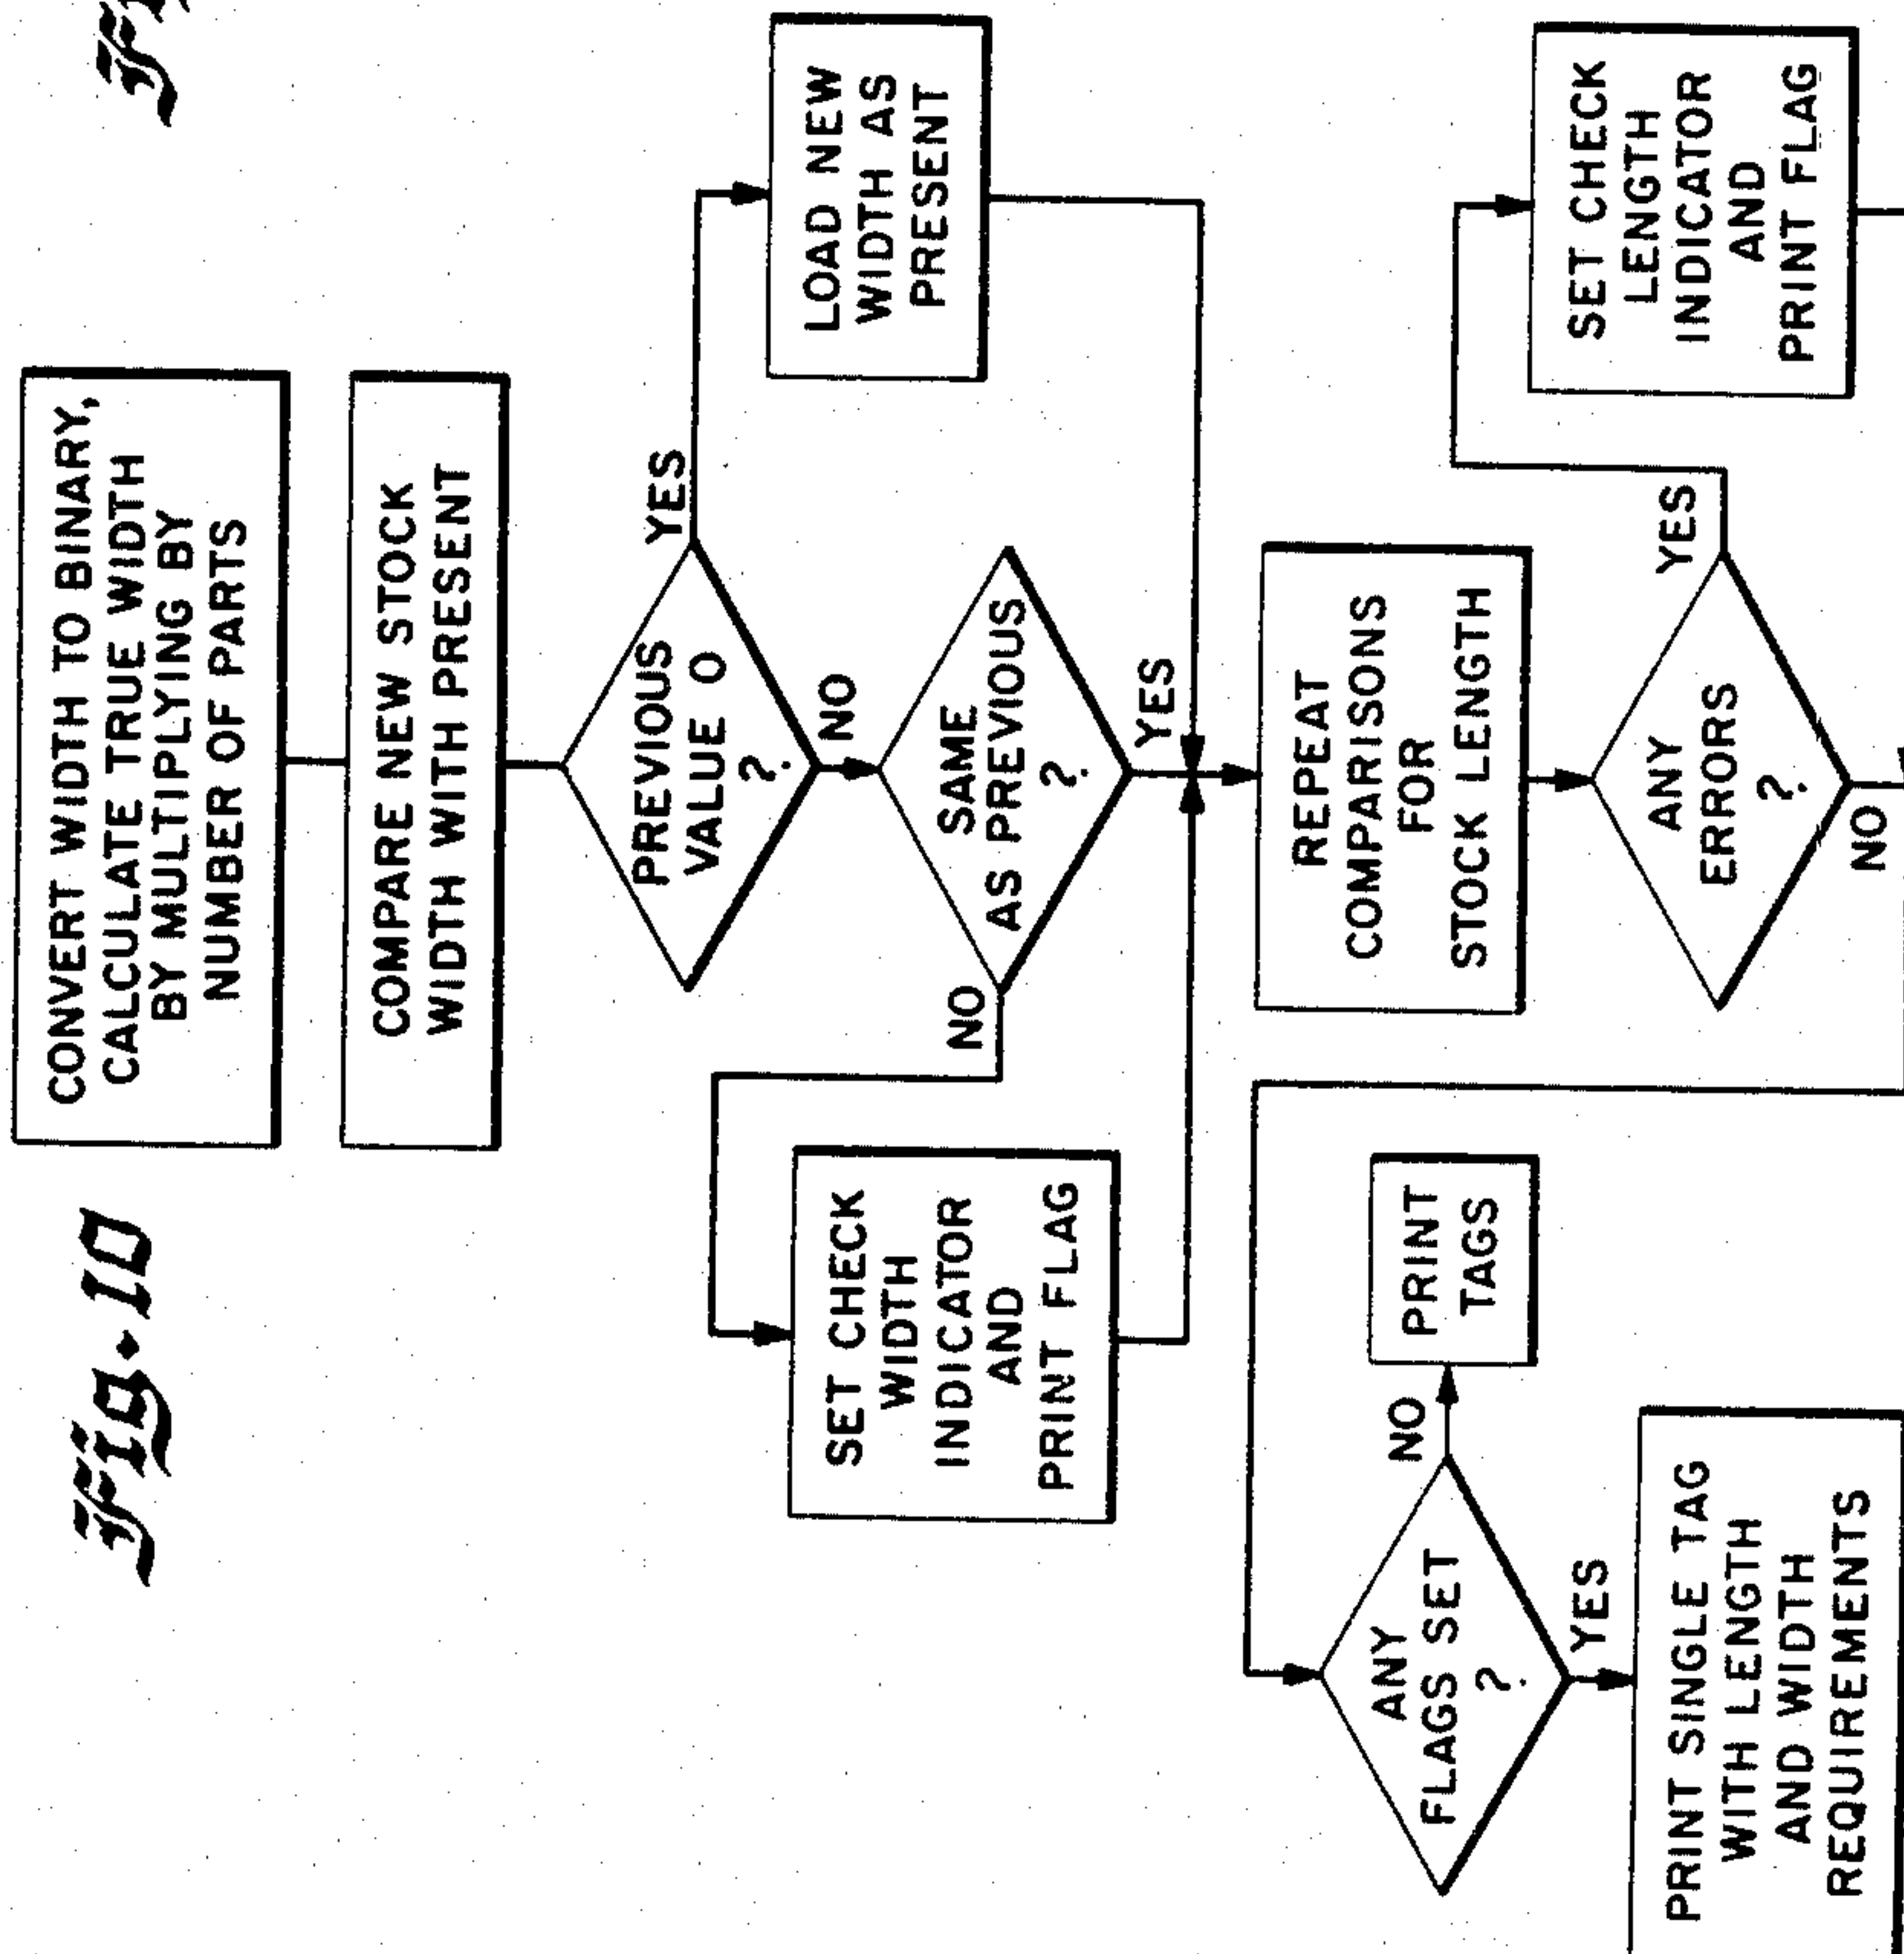 Fig. 10
CONVERT WIDTH TO BINARY,
CALCULATE TRUE WIDTH
BY MULTIPLYING BY
NUMBER OF PARTS
COMPARE NEW STOCK
WIDTH WITH PRESENT
PREVIOUS
VALUE 0
?
YES
NO
LOAD NEW
WIDTH AS
PRESENT
SAME
AS PREVIOUS
?
NO
YES
SET CHECK
WIDTH
INDICATOR
AND
PRINT FLAG
REPEAT
COMPARISONS
FOR
STOCK LENGTH
ANY
ERRORS
?
YES
NO
SET CHECK
LENGTH
INDICATOR
AND
PRINT FLAG
ANY
FLAGS SET
?
NO
YES
PRINT
TAGS
PRINT SINGLE TAG
WITH LENGTH
AND WIDTH
REQUIREMENTS